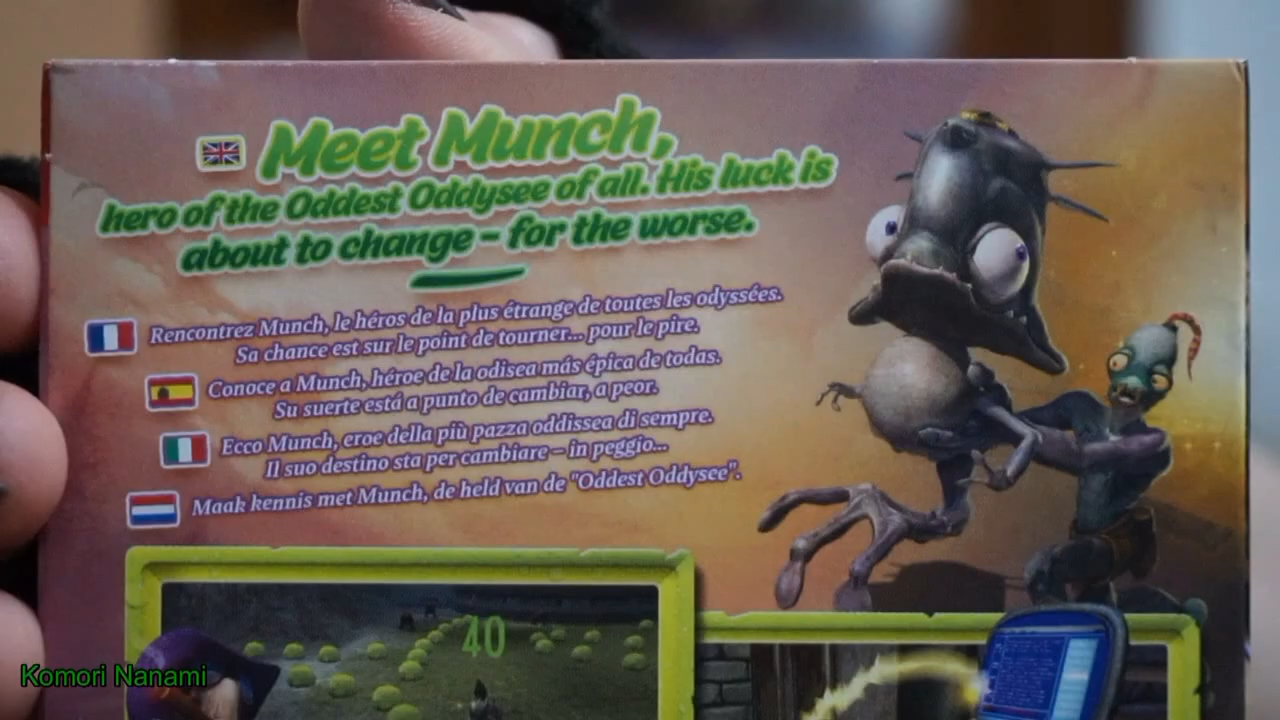 Meet Munch,
hero of the Oddest Oddysee of all. His luck is
about to change - for the worse.
Rencontrez Munch, le héros de la plus étrange de toutes les odyssées.
Sa chance est sur le point de tourner... pour le pire.
Conoce a Munch, héroe de la odisea más épica de todas.
Su suerte está a punto de cambiar, a peor.
Ecco Munch, eroe della più pazza oddissea di sempre.
Il suo destino sta per cambiare – in peggio...
Maak kennis met Munch, de held van de "Oddest Oddysee".
40
Komori Nanami